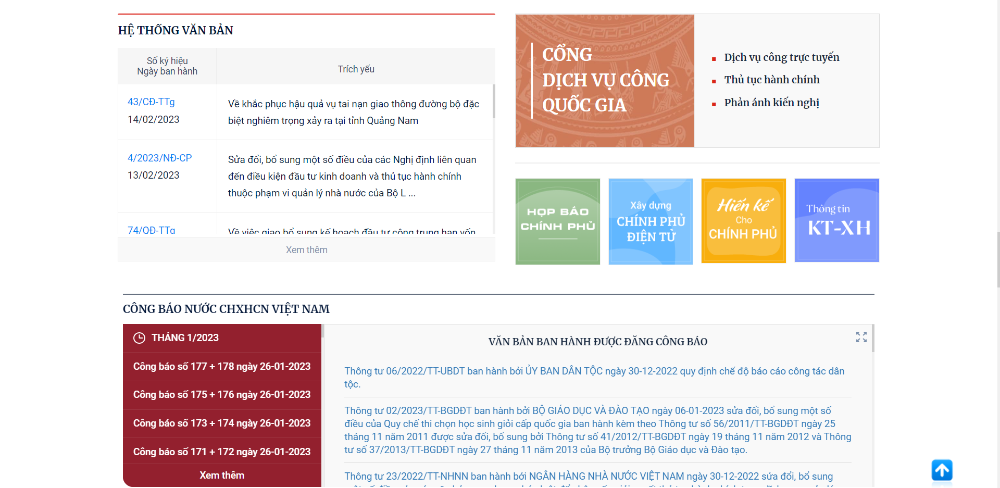 HỆ THỐNG VĂN BẢN
Số ký hiệu
Ngày ban hành
Trích yếu
43/CĐ-TTg
14/02/2023
Về khắc phục hậu quả vụ tai nạn giao thông đường bộ đặc
biệt nghiêm trọng xảy ra tại tỉnh Quảng Nam
4/2023/NĐ-CP
13/02/2023
Sửa đổi, bổ sung một số điều của các Nghị định liên quan
đến điều kiện đầu tư kinh doanh và thủ tục hành chính
thuộc phạm vi quản lý nhà nước của Bộ L ...
74/QĐ-TTg
Về việc giao bổ sung kế hoạch đầu tư công trung hạn vốn
Xem thêm
CỔNG
DỊCH VỤ CÔNG
QUỐC GIA
Dịch vụ công trực tuyến
Thủ tục hành chính
Phản ánh kiến nghị
HỌP BÁO
CHÍNH PHỦ
Xây dựng
CHÍNH PHỦ
ĐIỆN TỬ
Hiến kế
Cho
CHÍNH PHỦ
Thông tin
KT-XH
CÔNG BÁO NƯỚC CHXHCN VIỆT NAM
THÁNG 1/2023
Công báo số 177 + 178 ngày 26-01-2023
Công báo số 175 + 176 ngày 26-01-2023
Công báo số 173 + 174 ngày 26-01-2023
Công báo số 171 + 172 ngày 26-01-2023
Xem thêm
VĂN BẢN BAN HÀNH ĐƯỢC ĐĂNG CÔNG BÁO
Thông tư 06/2022/TT-UBDT ban hành bởi ỦY BAN DÂN TỘC ngày 30-12-2022 quy định chế độ báo cáo công tác dân
tộc.
Thông tư 02/2023/TT-BGDĐT ban hành bởi BỘ GIÁO DỤC VÀ ĐÀO TẠO ngày 06-01-2023 sửa đổi, bổ sung một số
điều của Quy chế thi chọn học sinh giỏi cấp quốc gia ban hành kèm theo Thông tư số 56/2011/TT-BGDĐT ngày 25
tháng 11 năm 2011 được sửa đổi, bổ sung bởi Thông tư số 41/2012/TT-BGDĐT ngày 19 tháng 11 năm 2012 và Thông
tư số 37/2013/TT-BGDĐT ngày 27 tháng 11 năm 2013 của Bộ trưởng Bộ Giáo dục và Đào tạo.
Thông tư 23/2022/TT-NHNN ban hành bởi NGÂN HÀNG NHÀ NƯỚC VIỆT NAM ngày 30-12-2022 sửa đổi, bổ sung